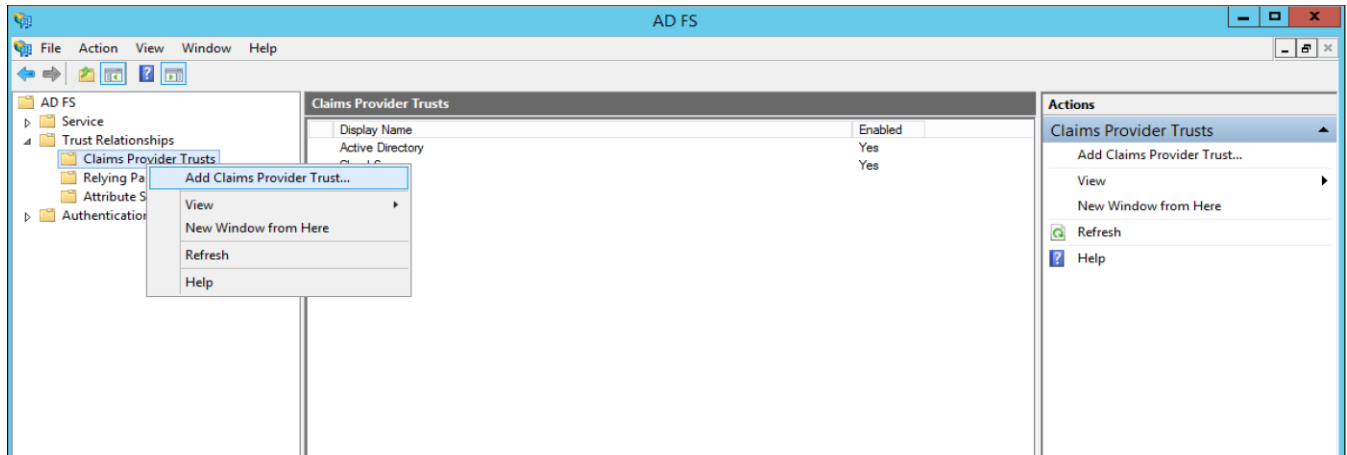 AD FS
File Action View Window Help
AD FS
Service
Trust Relationships
Claims Provider Trusts
Relying Pa
Attribute S
Authentication
Add Claims Provider Trust...
View
New Window from Here
Refresh
Help
Claims Provider Trusts
Display Name Enabled
Active Directory Yes
Yes
Actions
Claims Provider Trusts
Add Claims Provider Trust...
View
New Window from Here
Refresh
Help